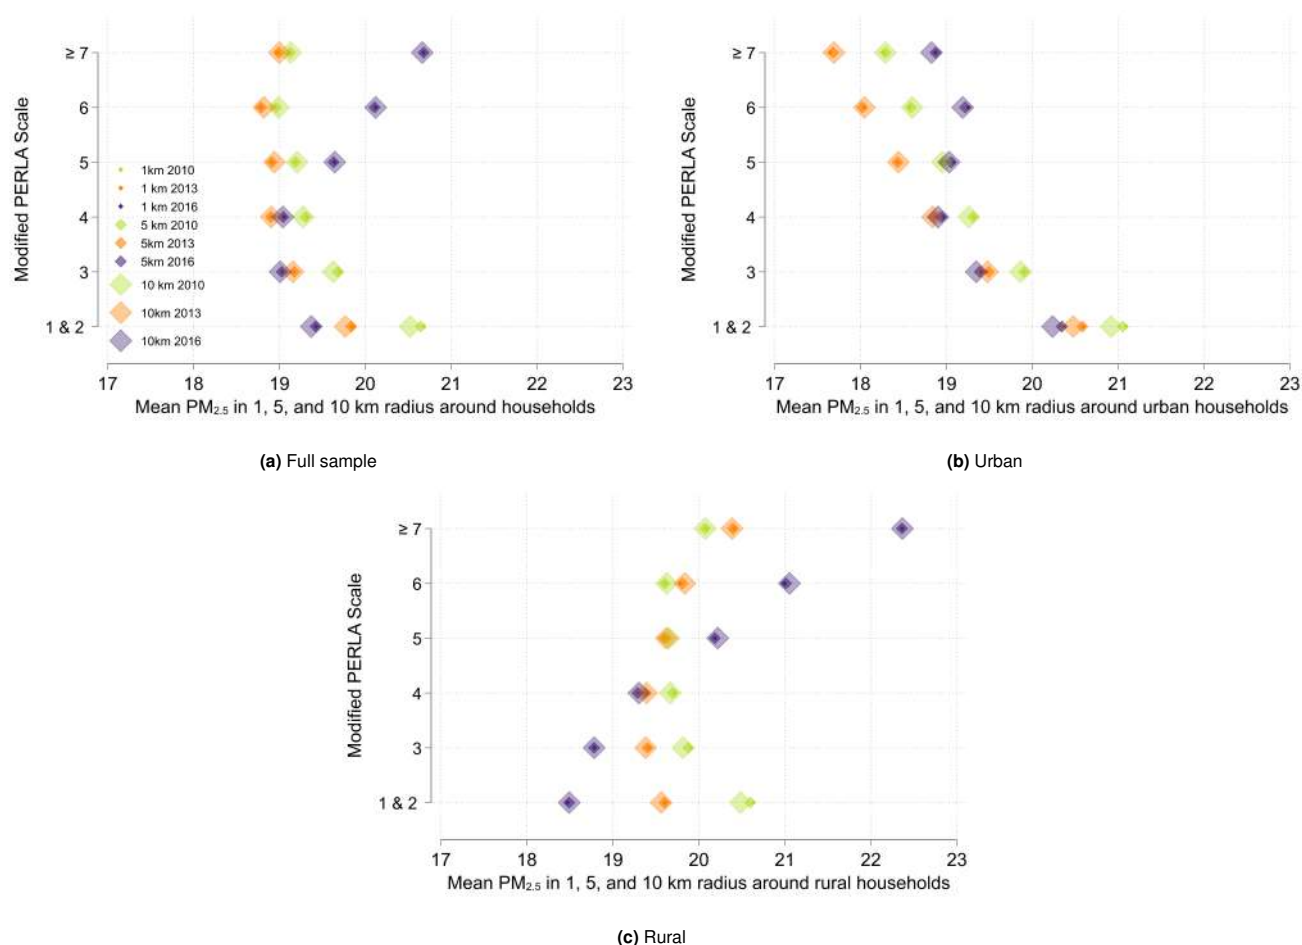 ≥ 7
6
5
4
3
1 & 2
Modified PERLA Scale
1km 2010
1 km 2013
1 km 2016
5 km 2010
5km 2013
5km 2016
10 km 2010
10km 2013
10km 2016
17 18 19 20 21 22 23
Mean PM2.5 in 1, 5, and 10 km radius around households
(a) Full sample
≥ 7
6
5
4
3
1 & 2
Modified PERLA Scale
17 18 19 20 21 22 23
Mean PM2.5 in 1, 5, and 10 km radius around urban households
(b) Urban
≥ 7
6
5
4
3
1 & 2
Modified PERLA Scale
17 18 19 20 21 22 23
Mean PM2.5 in 1, 5, and 10 km radius around rural households
(c) Rural